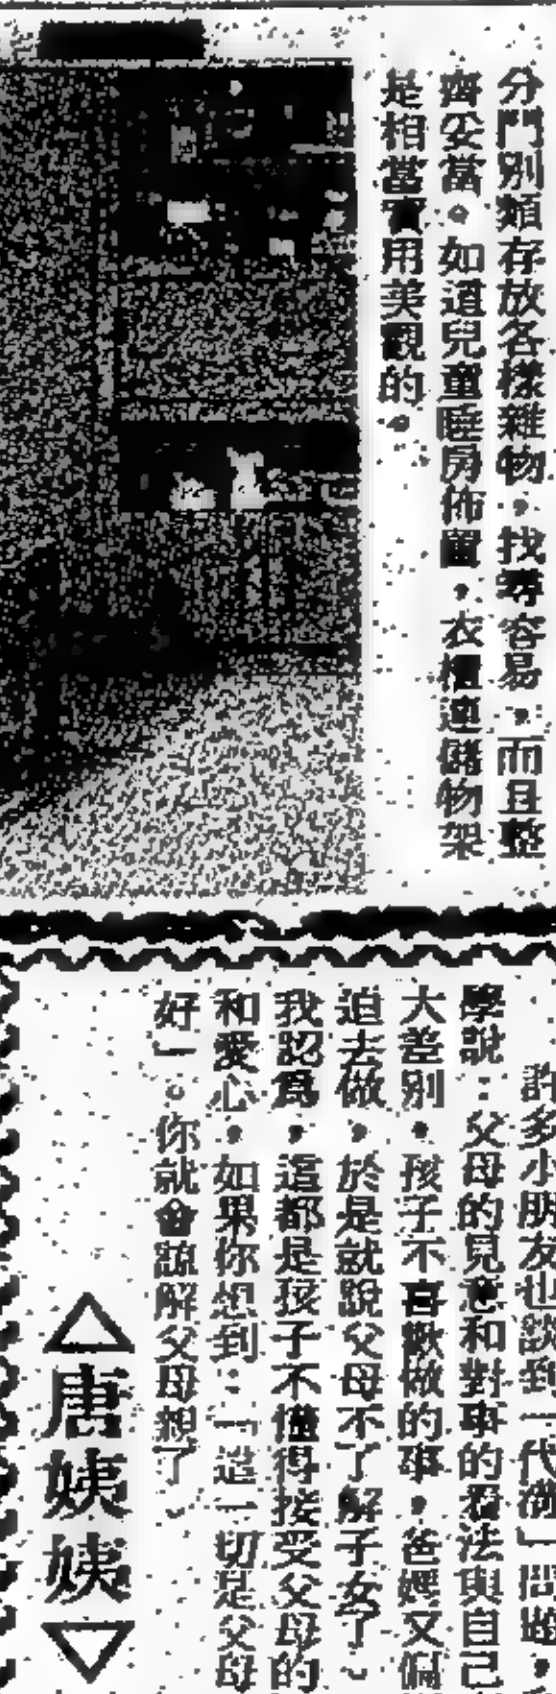 分門別類存放各樣雜物，找尋容易，而且整
齊妥當。如這兒童睡房佈置，衣櫃連儲物架
是相當實用美觀的。
許多小朋友也談到「代溝」問題，
學說：父母的見意和對事的看法與自己
大差別，孩子不喜歡做的事，爸媽又偏
迫去做，於是就說父母不了解子女了～
我認爲，這都是孩子不懂得接受父母的
和愛心，如果你想到：「這一切是父母
好」。你就會諒解父母親了～
△唐姨姨▽